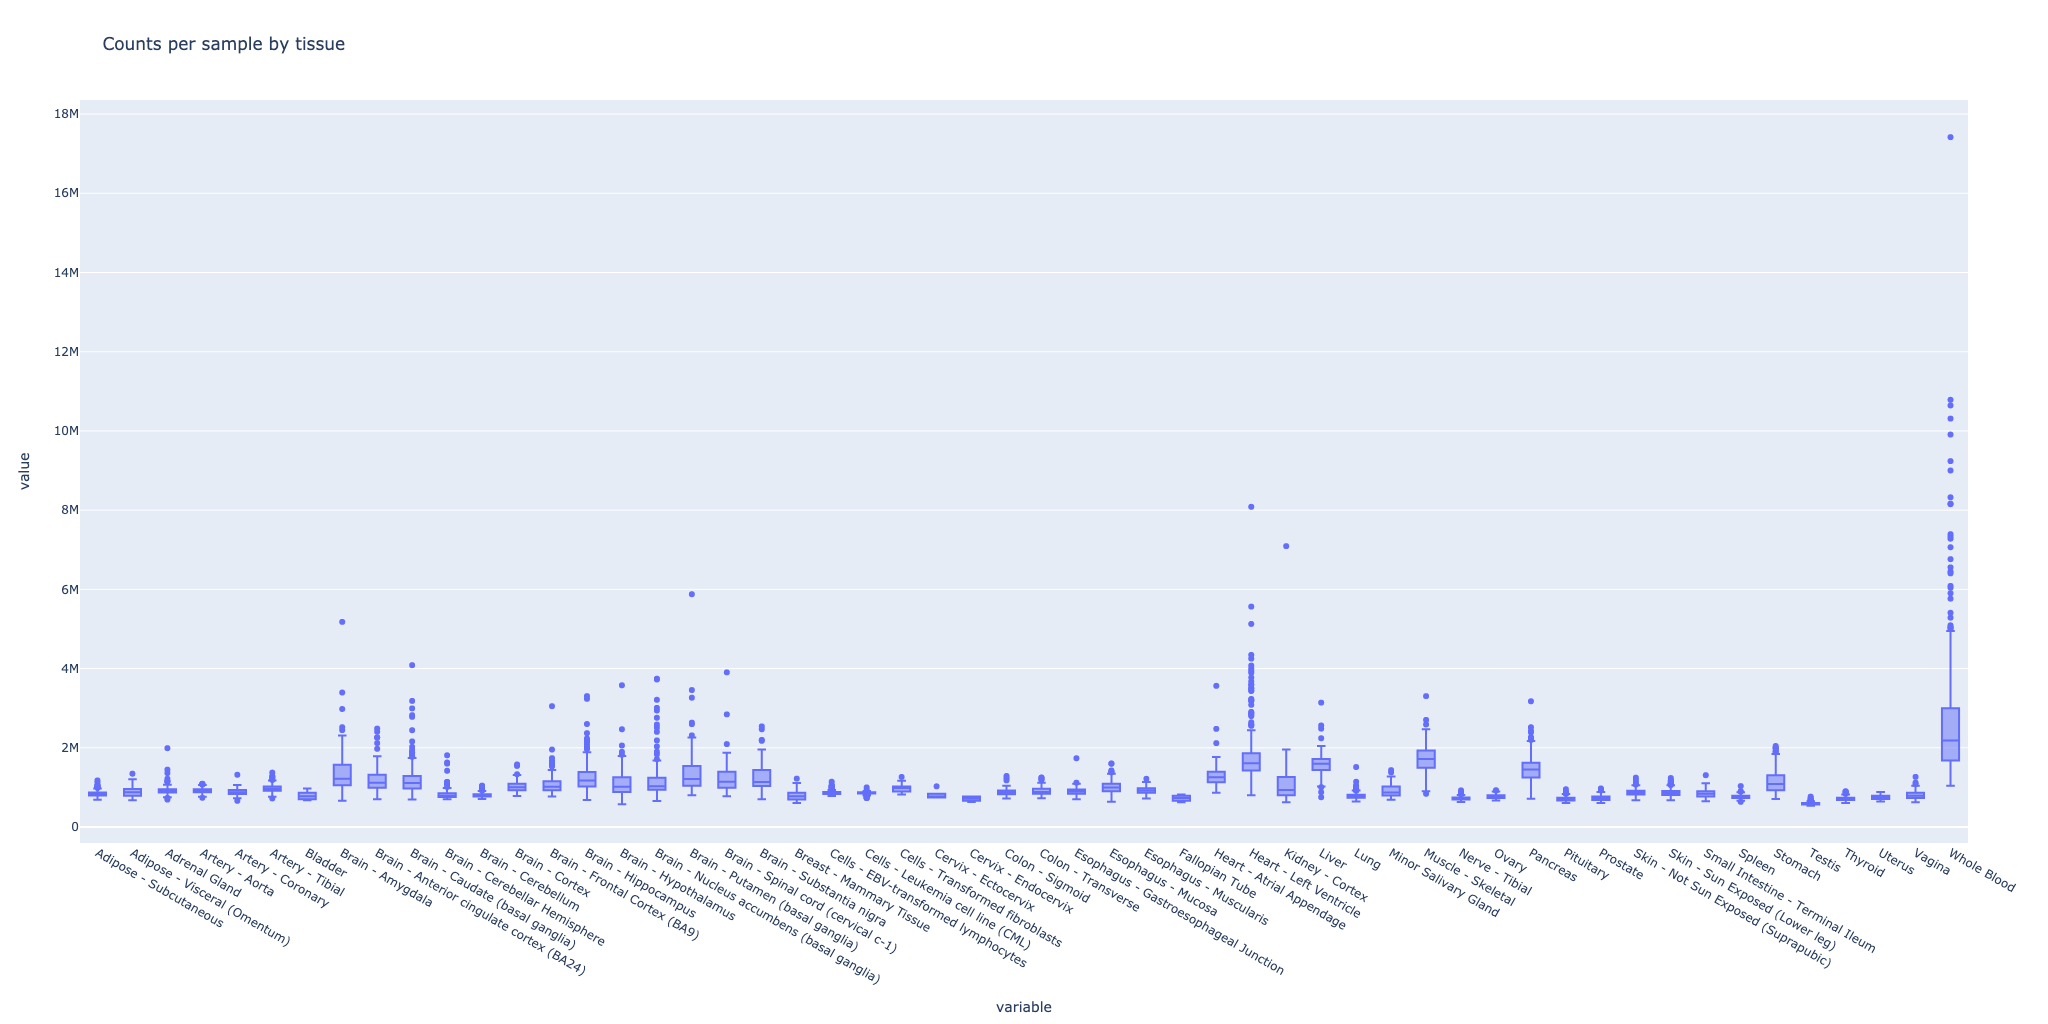 Counts per sample by tissue
18M
16M
14M
12M
10M
8M
6M
4M
2M
0
value
Adipose - Subcutaneous
Adipose - Visceral (Omentum)
Adrenal Gland
Artery - Aorta
Artery - Coronary
Artery - Tibial
Bladder
Brain - Amygdala
Brain - Anterior cingulate cortex (BA24)
Brain - Caudate (basal ganglia)
Brain - Cerebellar Hemisphere
Brain - Cerebellum
Brain - Cortex
Brain - Frontal Cortex (BA9)
Brain - Hippocampus
Brain - Hypothalamus
Brain - Nucleus accumbens (basal ganglia)
Brain - Putamen (basal ganglia)
Brain - Spinal cord (cervical c-1)
Brain - Substantia nigra
Breast - Mammary Tissue
Cells - EBV-transformed lymphocytes
Cells - Leukemia cell line (CML)
Cells - Transformed fibroblasts
Cervix - Ectocervix
Cervix - Endocervix
Colon - Sigmoid
Colon - Transverse
Esophagus - Gastroesophageal Junction
Esophagus - Mucosa
Esophagus - Muscularis
Fallopian Tube
Heart - Atrial Appendage
Heart - Left Ventricle
Kidney - Cortex
Liver
Lung
Minor Salivary Gland
Muscle - Skeletal
Nerve - Tibial
Ovary
Pancreas
Pituitary
Prostate
Skin - Not Sun Exposed (Suprapubic)
Skin - Sun Exposed (Lower leg)
Small Intestine - Terminal Ileum
Spleen
Stomach
Testis
Thyroid
Uterus
Vagina
Whole Blood
variable